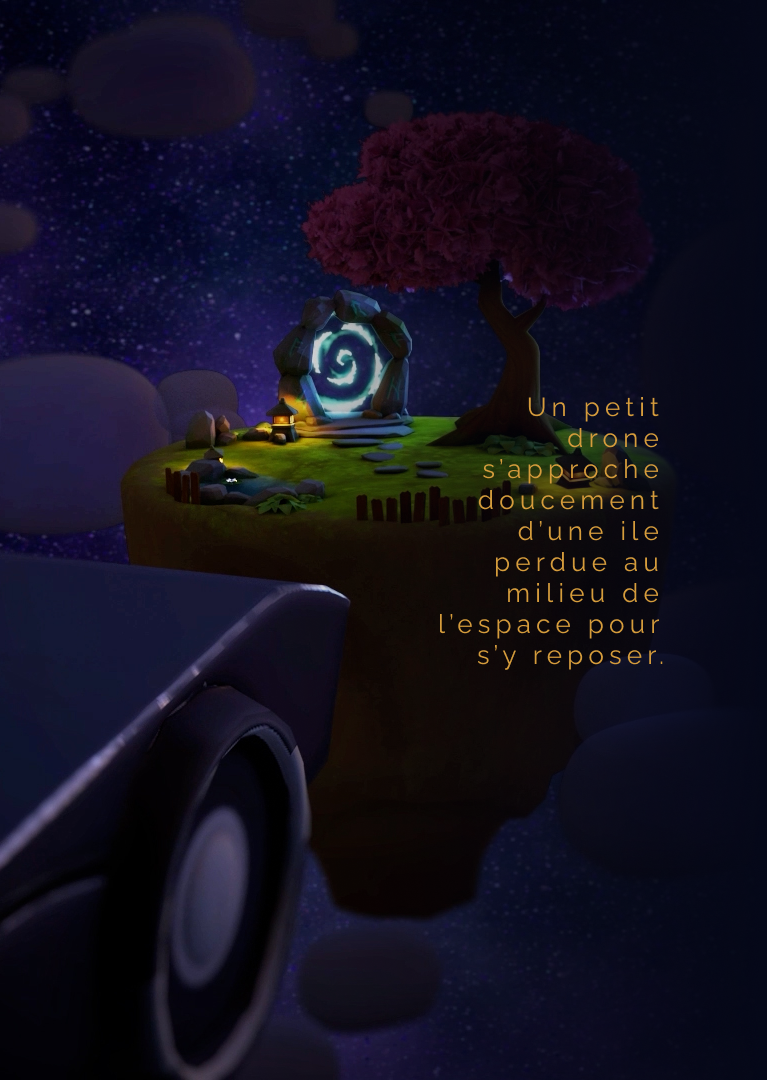 Un petit
drone
s'approche
doucement
d'une ile
perdue au
milieu de
l'espace pour
s'y reposer.